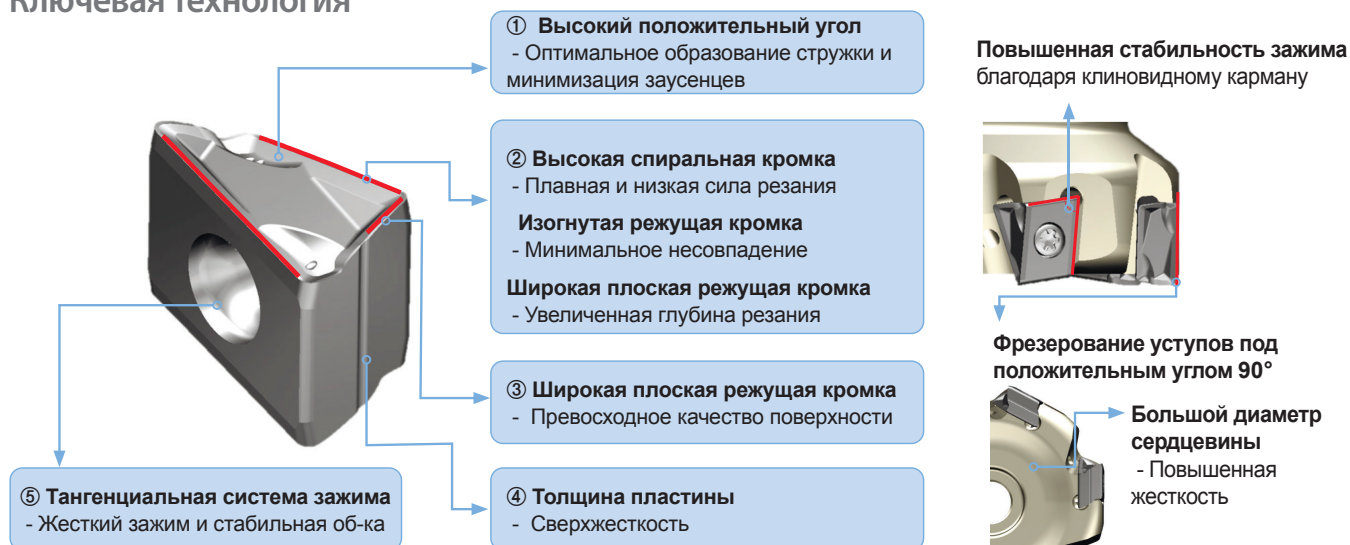 Ключевая технология
① Высокий положительный угол
- Оптимальное образование стружки и
минимизация заусенцев
② Высокая спиральная кромка
- Плавная и низкая сила резания
Изогнутая режущая кромка
- Минимальное несовпадение
Широкая плоская режущая кромка
- Увеличенная глубина резания
③ Широкая плоская режущая кромка
- Превосходное качество поверхности
④ Толщина пластины
- Сверхжесткость
⑤ Тангенциальная система зажима
- Жесткий зажим и стабильная об-ка
Повышенная стабильность зажима
благодаря клиновидному карману
Фрезерование уступов под
положительным углом 90°
Большой диаметр
сердцевины
- Повышенная
жесткость